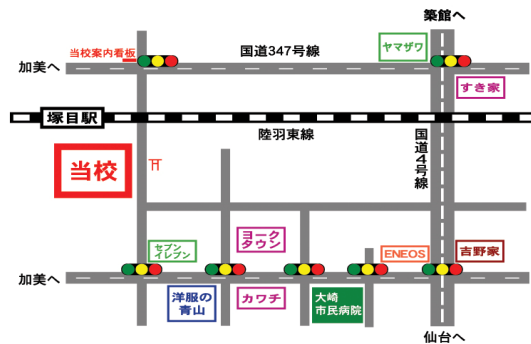 築館へ
当校案内看板
国道347号線
ヤマザワ
加美へ
すき家
塚目駅
陸羽東線
国道4号線
当校
セブン
イレブン
ヨーク
タウン
ENEOS
吉野家
加美へ
洋服の
青山
カワチ
大崎
市民病院
仙台へ